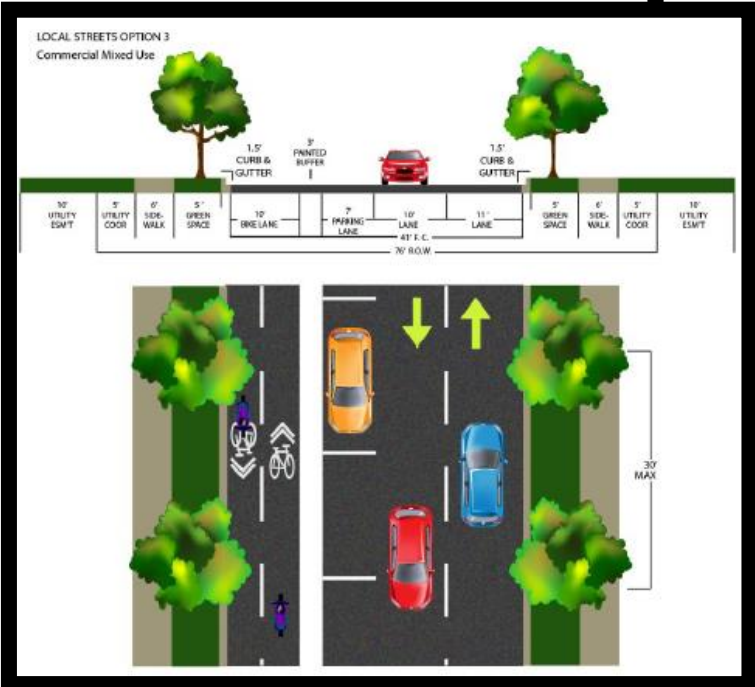 LOCAL STREETS OPTION 3
Commercial Mixed Use
1.5'
CURB &
GUTTER
3'
PAINTED
BUFFER
1.5'
CURB &
GUTTER
10'
UTILITY
ESM'T
5'
UTILITY
COOR
6'
SIDE-
WALK
5'
GREEN
SPACE
10'
BIKE LANE
7'
PARKING
LANE
10'
LANE
11'
LANE
5'
GREEN
SPACE
6'
SIDE-
WALK
5'
UTILITY
COOR
10'
UTILITY
ESM'T
41' F.C.
76' R.O.W.
30'
MAX